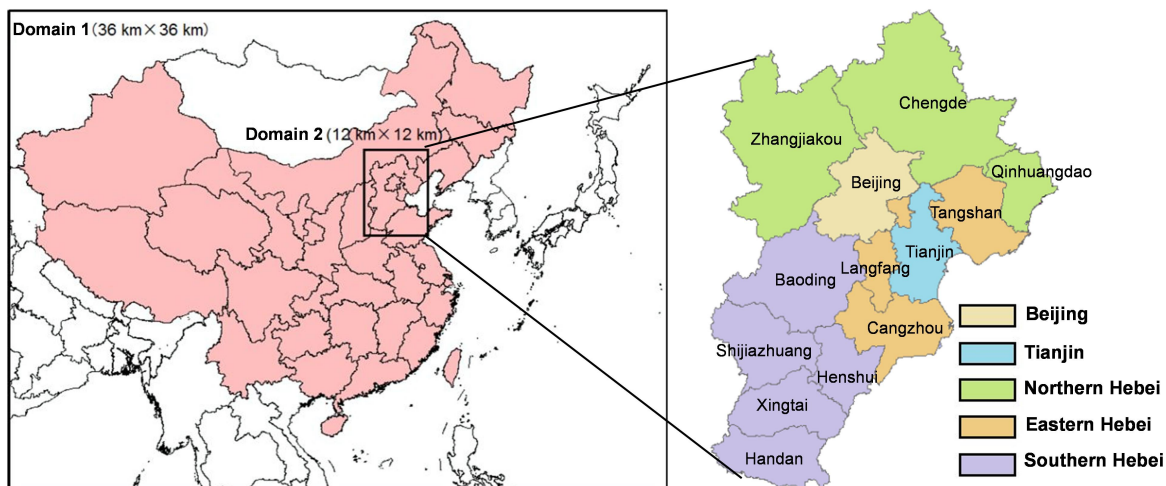 Domain 1 (36 km×36 km)
Domain 2 (12 km×12 km)
Chengde
Zhangjiakou
Qinhuangdao
Beijing
Tangshan
Tianjin
Langfang
Baoding
Cangzhou
Shijiazhuang
Henshui
Xingtai
Handan
Beijing
Tianjin
Northern Hebei
Eastern Hebei
Southern Hebei